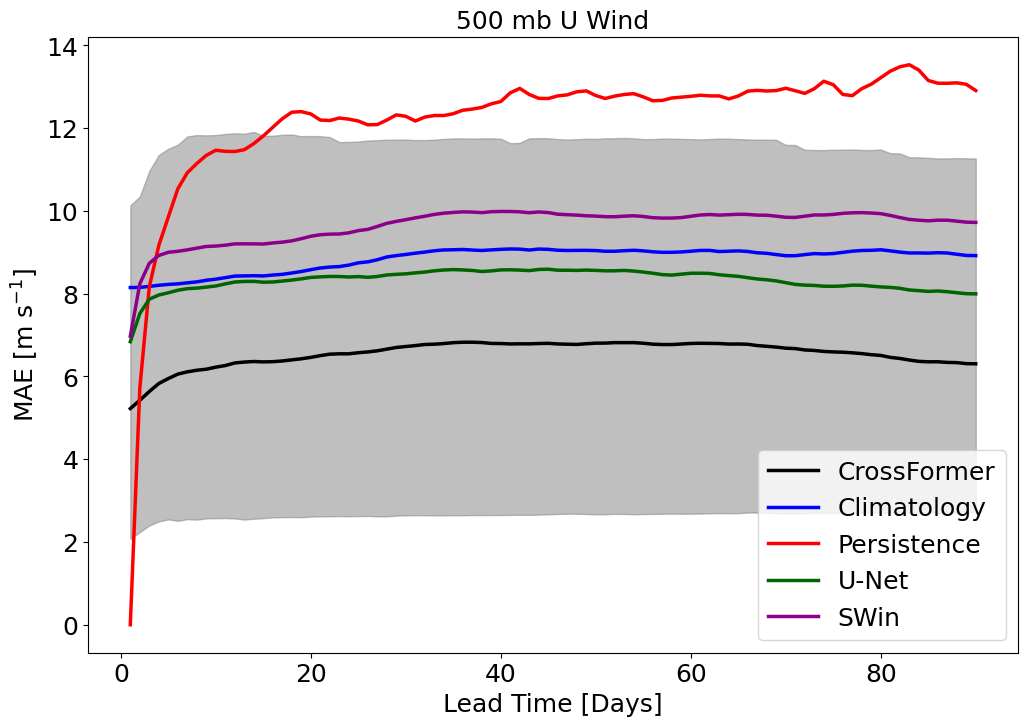 500 mb U Wind
14
12
10
8
6
4
2
0
MAE [m s⁻¹]
0 20 40 60 80
Lead Time [Days]
CrossFormer
Climatology
Persistence
U-Net
SWin